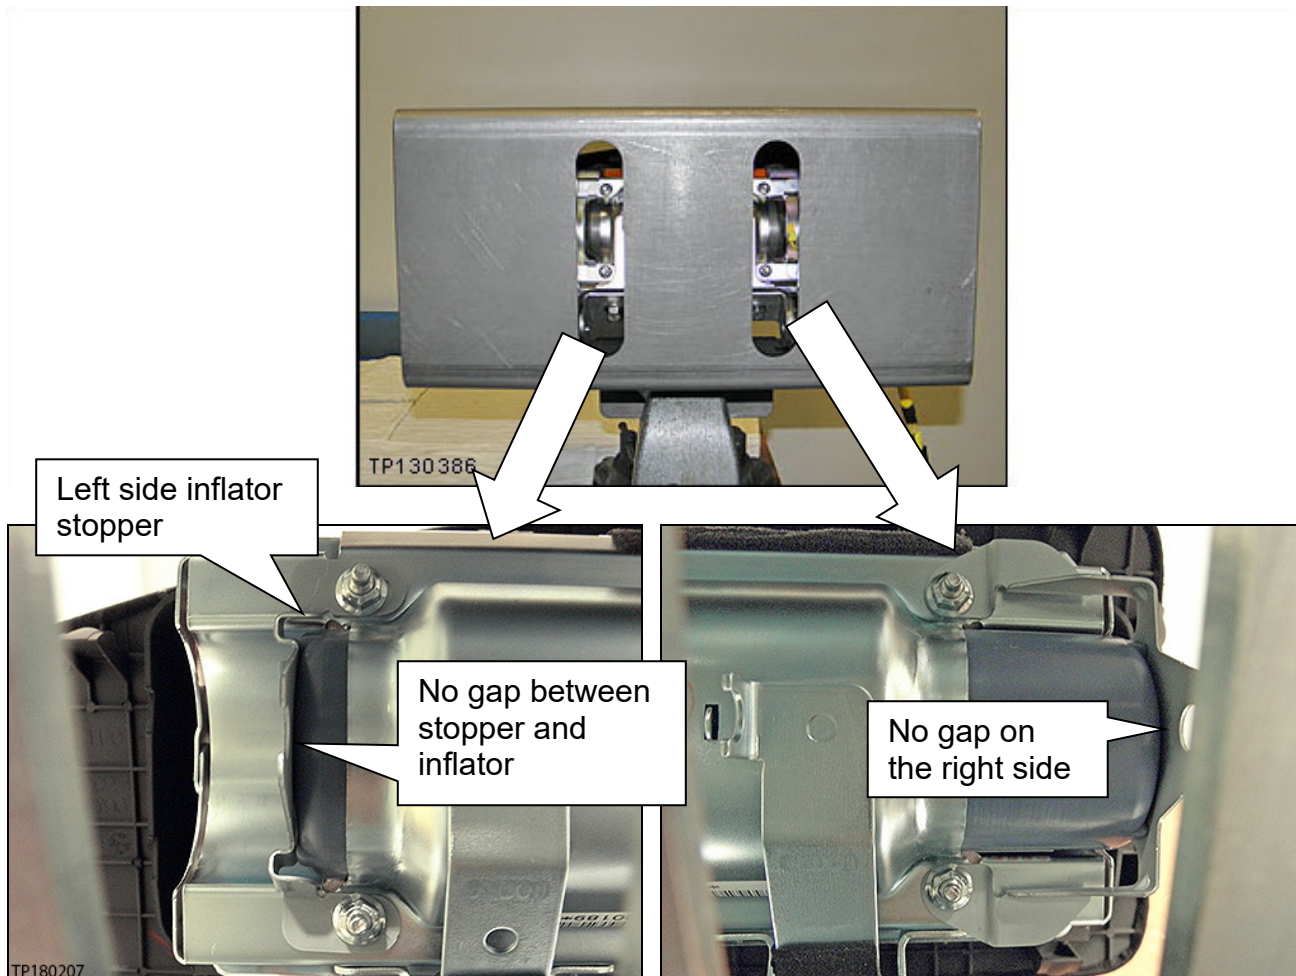 TP130386
Left side inflator
stopper
No gap between
stopper and
inflator
No gap on
the right side
TP180207